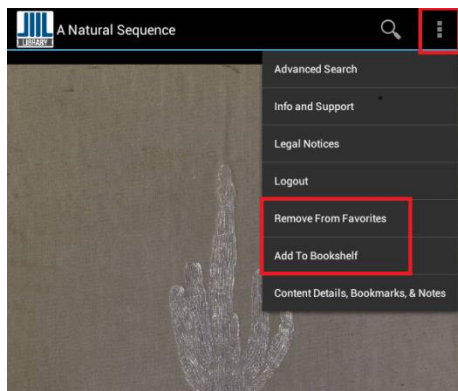 JJL
LIBRARY
A Natural Sequence
Advanced Search
Info and Support
Legal Notices
Logout
Remove From Favorites
Add To Bookshelf
Content Details, Bookmarks, & Notes